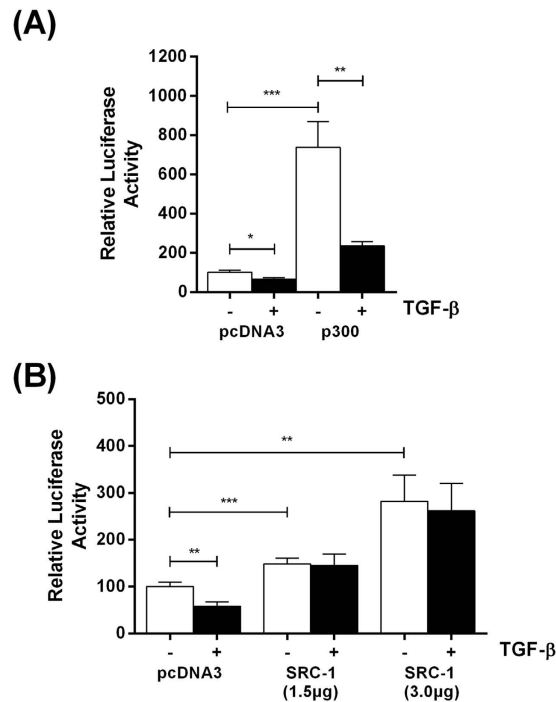 (A)
Relative Luciferase
Activity
1200
1000
800
600
400
200
0
***
**
*
- + - + TGF-β
pcDNA3 p300
(B)
Relative Luciferase
Activity
500
400
300
200
100
0
**
***
**
- + - + - + TGF-β
pcDNA3 SRC-1 SRC-1
(1.5µg) (3.0µg)